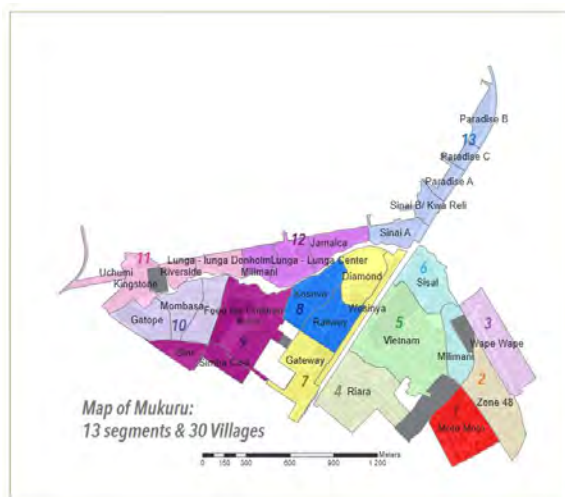 Paradise B
13
Paradise C
Paradise A
Sinai B/ Kwa Reli
Sinai A
12
Jamaica
11
Lunga - lunga Donholm
Lunga - Lunga Center
Uchumi
Riverside
Milimani
Kingstone
Diamond
6
Sisal
Mombasa
Kosovo
Wesinya
3
Gatope
10
8
Railway
5
Wape Wape
9
Vietnam
Milimani
Simba Cool
Gateway
2
7
4
Riara
Zone 48
1
Map of Mukuru:
13 segments & 30 Villages
0
150
300
600
900
1 200
Meters